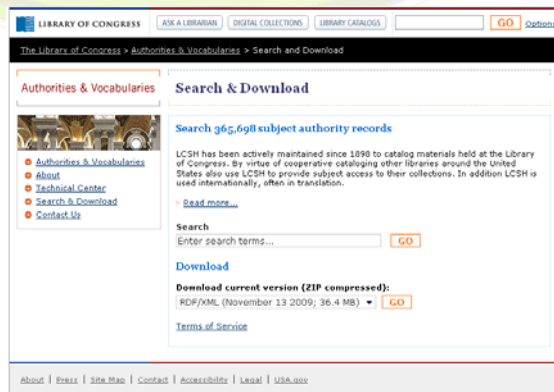 LIBRARY OF CONGRESS ASK A LIBRARIAN DIGITAL COLLECTIONS LIBRARY CATALOGS GO Options
The Library of Congress > Authorities & Vocabularies > Search and Download
Authorities & Vocabularies
Authorities & Vocabularies
About
Technical Center
Search & Download
Contact Us
Search & Download
Search 365,698 subject authority records
LCSH has been actively maintained since 1898 to catalog materials held at the Library
of Congress. By virtue of cooperative cataloging other libraries around the United
States also use LCSH to provide subject access to their collections. In addition LCSH is
used internationally, often in translation.
Read more...
Search
Enter search terms... GO
Download
Download current version (ZIP compressed):
RDF/XML (November 13 2009; 36.4 MB) GO
Terms of Service
About | Press | Site Map | Contact | Accessibility | Legal | USA.gov